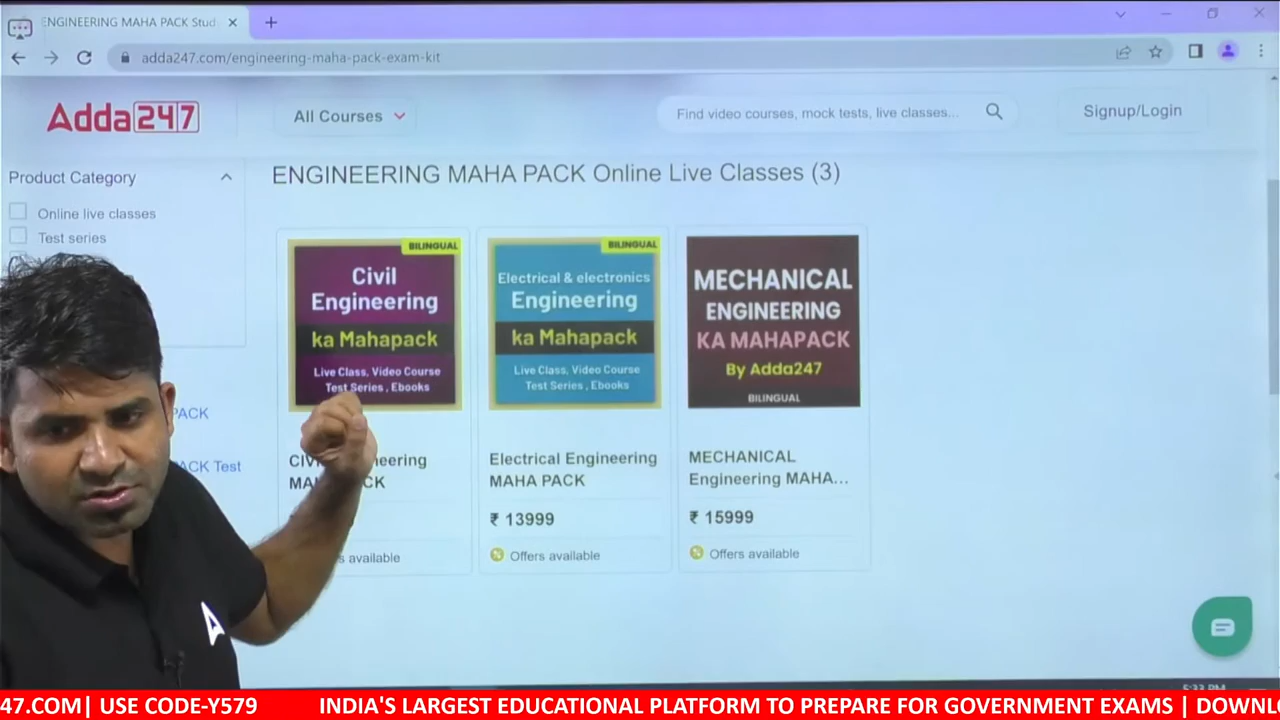 ENGINEERING MAHA PACK Stud
adda247.com/engineering-maha-pack-exam-kit
Adda247
All Courses
Find video courses, mock tests, live classes...
Signup/Login
Product Category
Online live classes
Test series
PACK
PACK Test
ENGINEERING MAHA PACK Online Live Classes (3)
BILINGUAL
Civil
Engineering
ka Mahapack
Live Class, Video Course
Test Series , Ebooks
BILINGUAL
Electrical & electronics
Engineering
ka Mahapack
Live Class, Video Course
Test Series , Ebooks
MECHANICAL
ENGINEERING
KA MAHAPACK
By Adda247
BILINGUAL
available
Electrical Engineering
MAHA PACK
₹ 13999
Offers available
MECHANICAL
Engineering MAHA...
₹ 15999
Offers available
47.COM| USE CODE-Y579 INDIA'S LARGEST EDUCATIONAL PLATFORM TO PREPARE FOR GOVERNMENT EXAMS | DOWNL